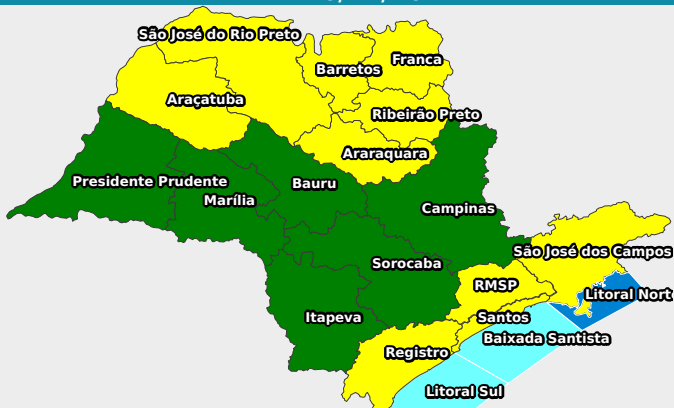 São José do Rio Preto
Franca
Barretos
Araçatuba
Ribeirão Preto
Araraquara
Presidente Prudente
Bauru
Marília
Campinas
São José dos Campos
Sorocaba
RMSP
Litoral Nort
Itapeva
Santos
Baixada Santista
Registro
Litoral Sul